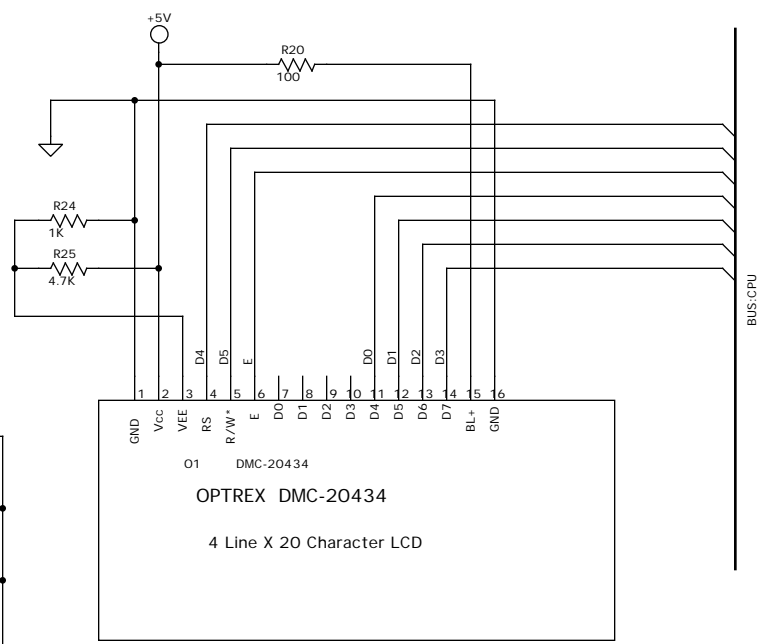 +5V
R20
100
R24
1K
R25
4.7K
BUS:CPU
D4
D5
E
D0
D1
D2
D3
1 2 3 4 5 6 7 8 9 10 11 12 13 14 15 16
GND
Vcc
VEE
RS
R/W*
E
D0
D1
D2
D3
D4
D5
D6
D7
BL+
GND
O1 DMC-20434
OPTREX DMC-20434
4 Line X 20 Character LCD